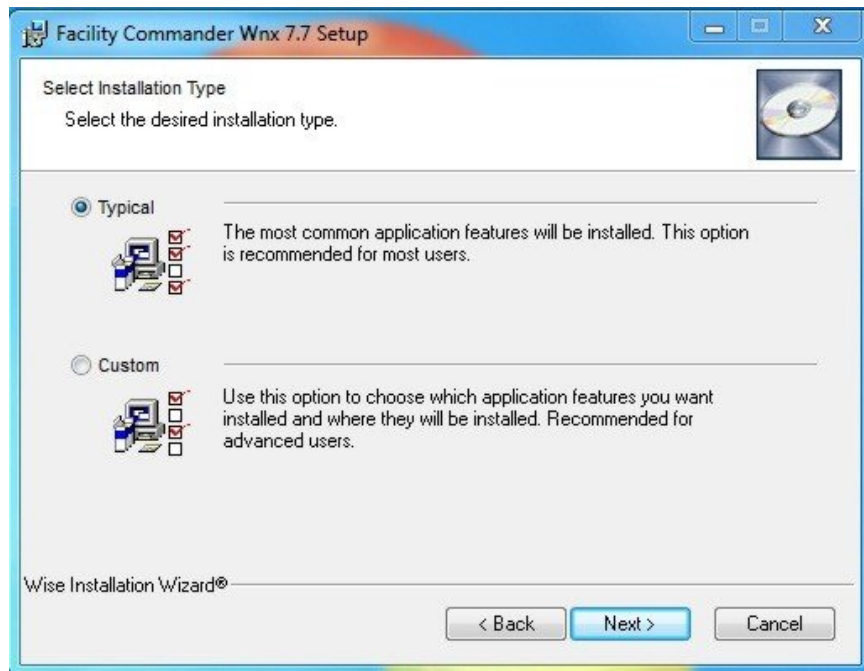 Facility Commander Wnx 7.7 Setup
Select Installation Type
Select the desired installation type.
Typical
The most common application features will be installed. This option
is recommended for most users.
Custom
Use this option to choose which application features you want
installed and where they will be installed. Recommended for
advanced users.
Wise Installation Wizard®
< Back
Next >
Cancel